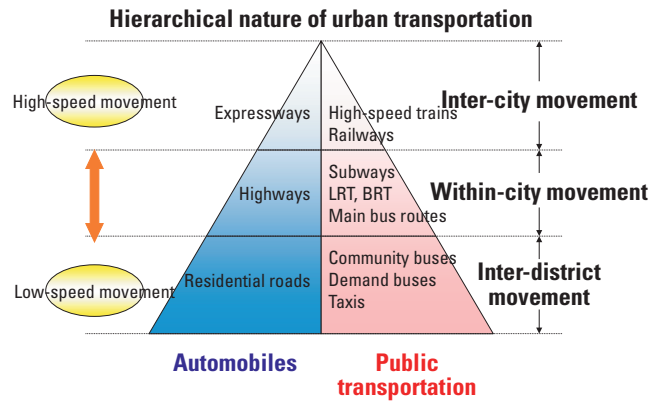 Hierarchical nature of urban transportation
High-speed movement
Expressways
High-speed trains
Railways
Inter-city movement
Highways
Subways
LRT, BRT
Main bus routes
Within-city movement
Low-speed movement
Residential roads
Community buses
Demand buses
Taxis
Inter-district
movement
Automobiles
Public
transportation